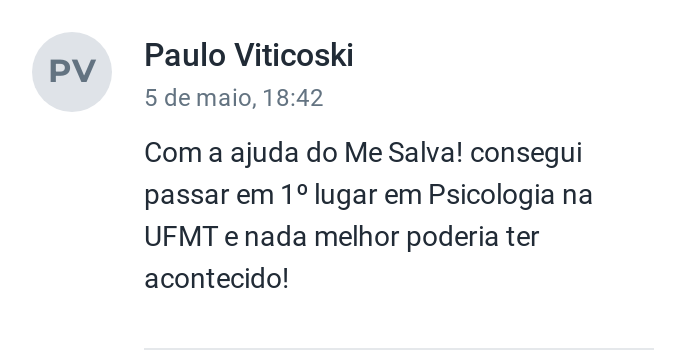 PV
Paulo Viticoski
5 de maio, 18:42
Com a ajuda do Me Salva! consegui
passar em 1º lugar em Psicologia na
UFMT e nada melhor poderia ter
acontecido!